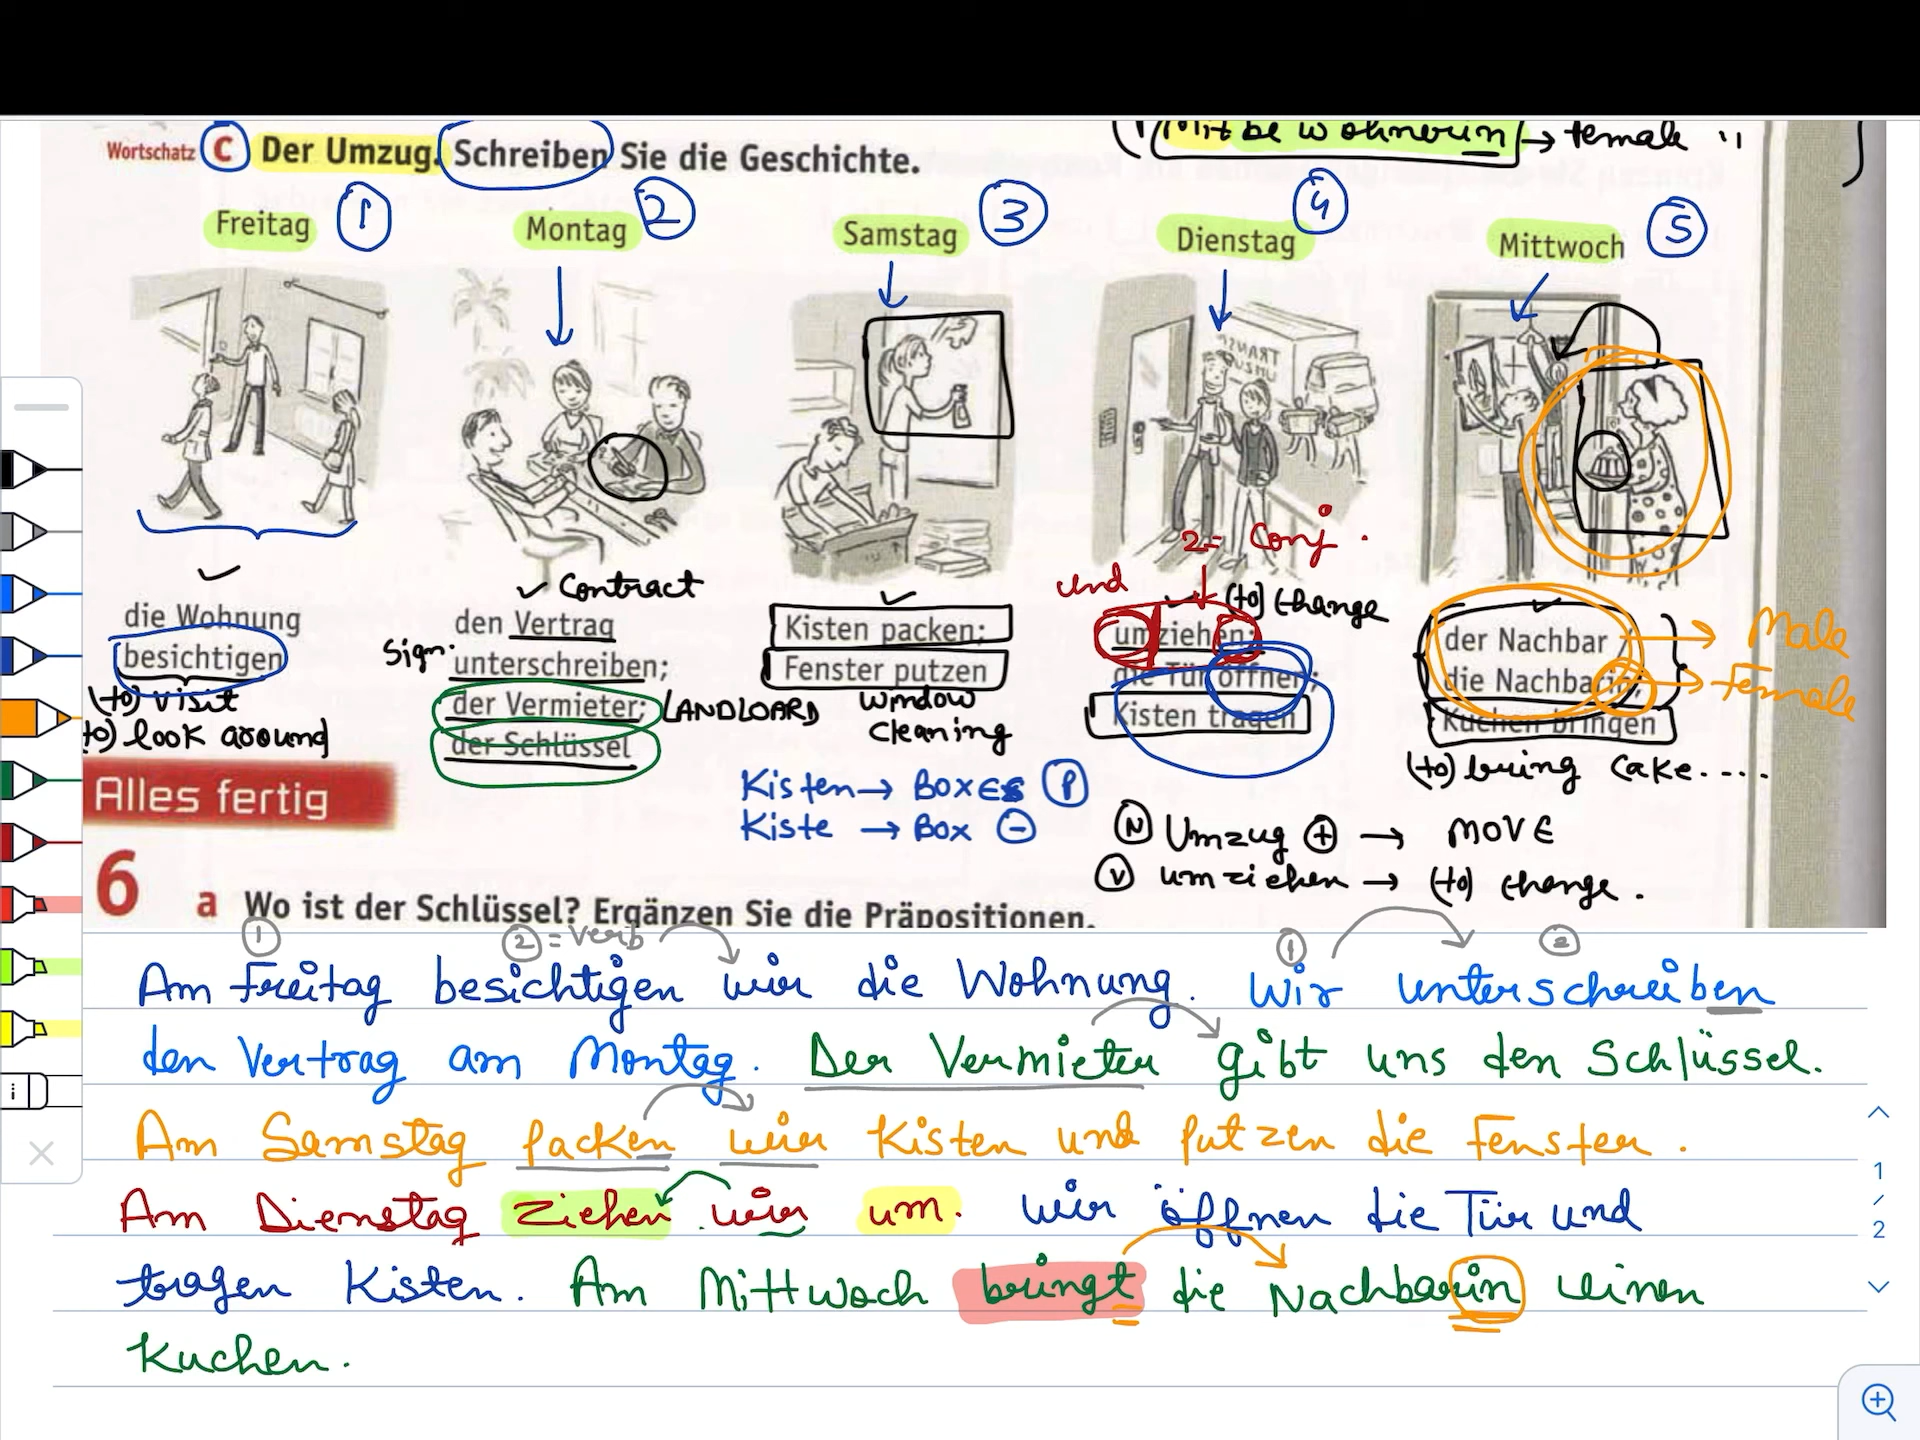 Mitbewohnerin → female
Wortschatz C Der Umzug. Schreiben Sie die Geschichte.
Freitag 1 Montag 2 Samstag 3 Dienstag 4 Mittwoch 5
TRANSP
UMZU
2 = Conj.
und
(to) change
contract
die Wohnung
besichtigen
(to) visit
(to) look around
den Vertrag
Sign. unterschreiben;
der Vermieter; LANDLOARD
der Schlüssel
Kisten packen;
Fenster putzen
window
cleaning
umziehen;
die Tür öffnen;
Kisten tragen
der Nachbar / → Male
die Nachbarin; → Female
Kuchen bringen
(to) bring cake....
Kisten → BOXES P
Kiste → BOX –
N Umzug + → MOVE
V umziehen → (to) change.
Alles fertig
6 a Wo ist der Schlüssel? Ergänzen Sie die Präpositionen.
1 2 = Verb 1 2
Am Freitag besichtigen wir die Wohnung. Wir unterschreiben
den Vertrag am Montag. Der Vermieter gibt uns den Schlüssel.
Am Samstag packen wir Kisten und putzen die Fenster.
Am Dienstag ziehen wir um. Wir öffnen die Tür und
tragen Kisten. Am Mittwoch bringt die Nachbarin einen
Kuchen.
1
/
2